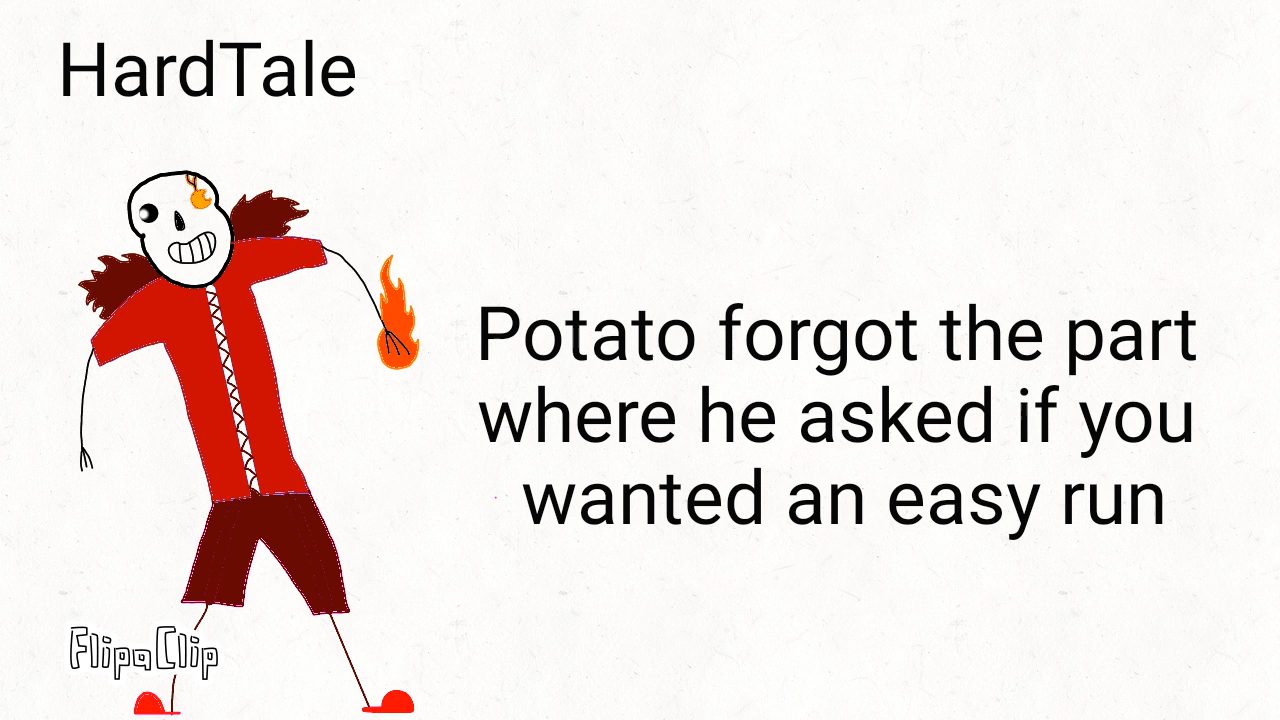 HardTale
Potato forgot the part
where he asked if you
wanted an easy run
FlipaClip